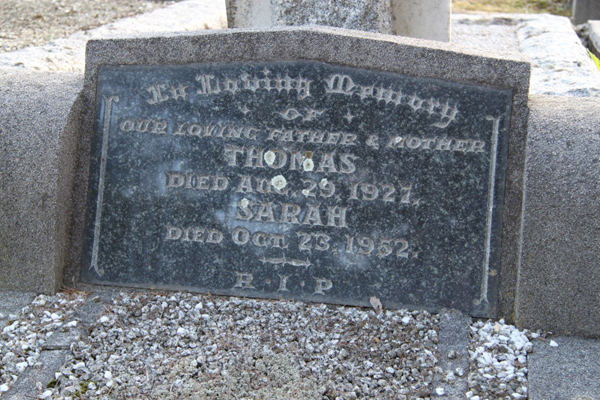 In Loving Memory
OF
OUR LOVING FATHER & MOTHER
THOMAS
DIED AUG. 29, 1927.
SARAH
DIED OCT. 23, 1952.
R.I.P